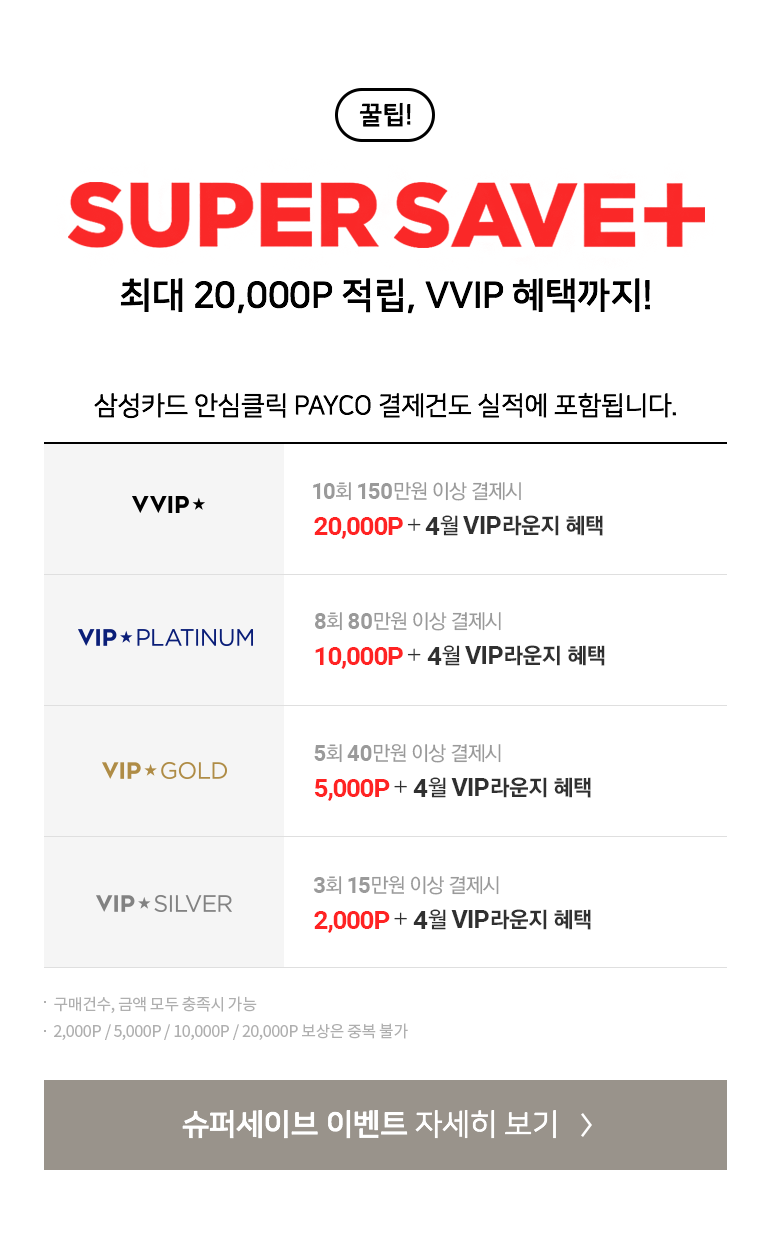 꿀팁!
SUPER SAVE+
최대 20,000P 적립, VVIP 혜택까지!
삼성카드 안심클릭 PAYCO 결제건도 실적에 포함됩니다.
VVIP★
10회 150만원 이상 결제시
20,000P + 4월 VIP라운지 혜택
VIP★PLATINUM
8회 80만원 이상 결제시
10,000P + 4월 VIP라운지 혜택
VIP★GOLD
5회 40만원 이상 결제시
5,000P + 4월 VIP라운지 혜택
VIP★SILVER
3회 15만원 이상 결제시
2,000P + 4월 VIP라운지 혜택
· 구매건수, 금액 모두 충족시 가능
· 2,000P / 5,000P / 10,000P / 20,000P 보상은 중복 불가
슈퍼세이브 이벤트 자세히 보기 >